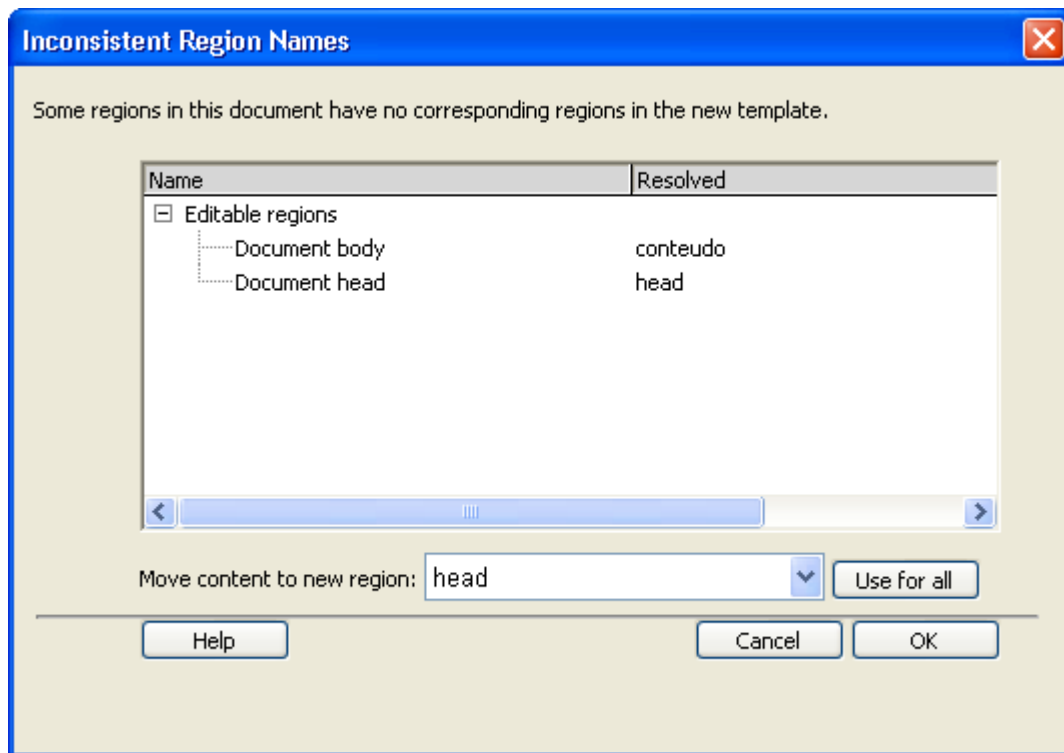 Inconsistent Region Names
Some regions in this document have no corresponding regions in the new template.
Name Resolved
Editable regions
Document body conteudo
Document head head
Move content to new region: head Use for all
Help Cancel OK